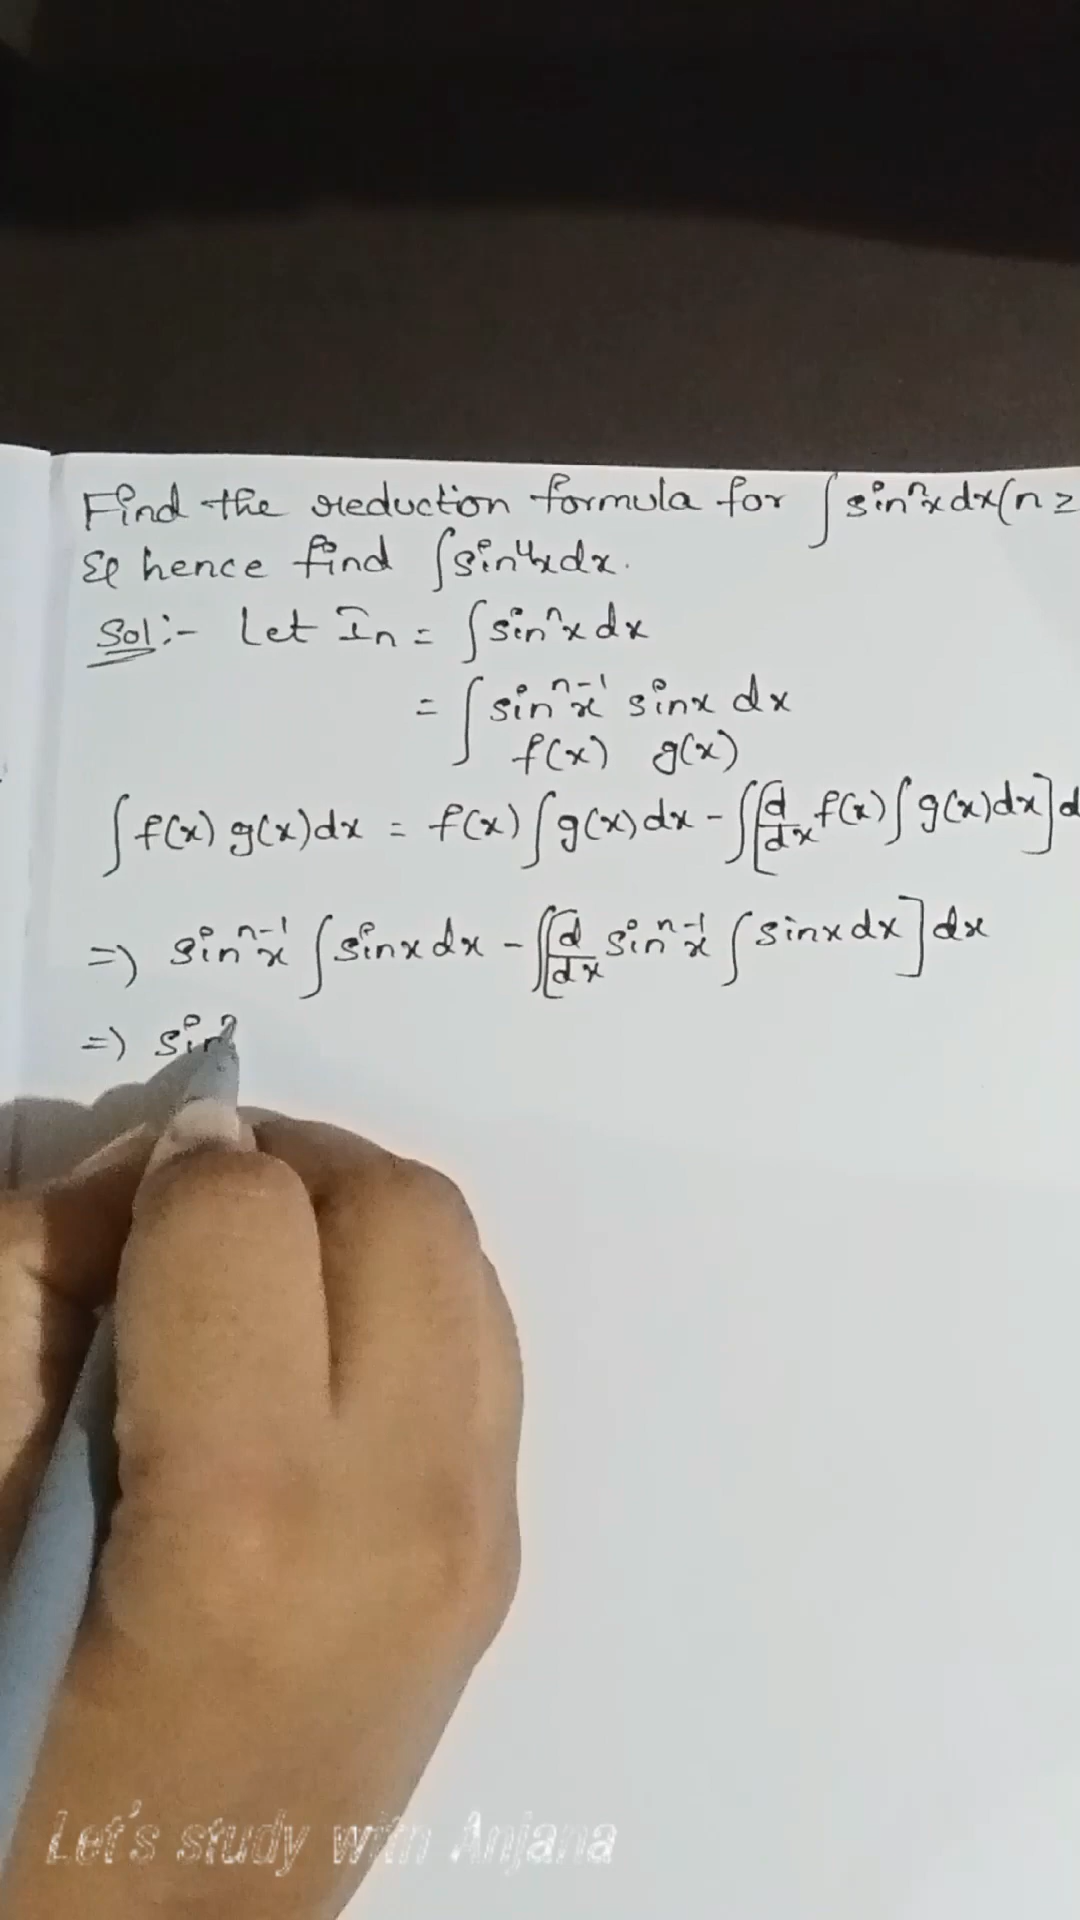 Find the reduction formula for ∫sinⁿx dx (n ≥
& hence find ∫sin⁴x dx.
Sol:- Let Iₙ = ∫sinⁿx dx
= ∫sinⁿ⁻¹x sinx dx
f(x) g(x)
∫f(x) g(x)dx = f(x)∫g(x)dx - ∫[d/dx f(x)∫g(x)dx]d
=> sinⁿ⁻¹x ∫sinx dx - ∫[d/dx sinⁿ⁻¹x ∫sinx dx]dx
=> sinⁿ
Let's study with Anjana